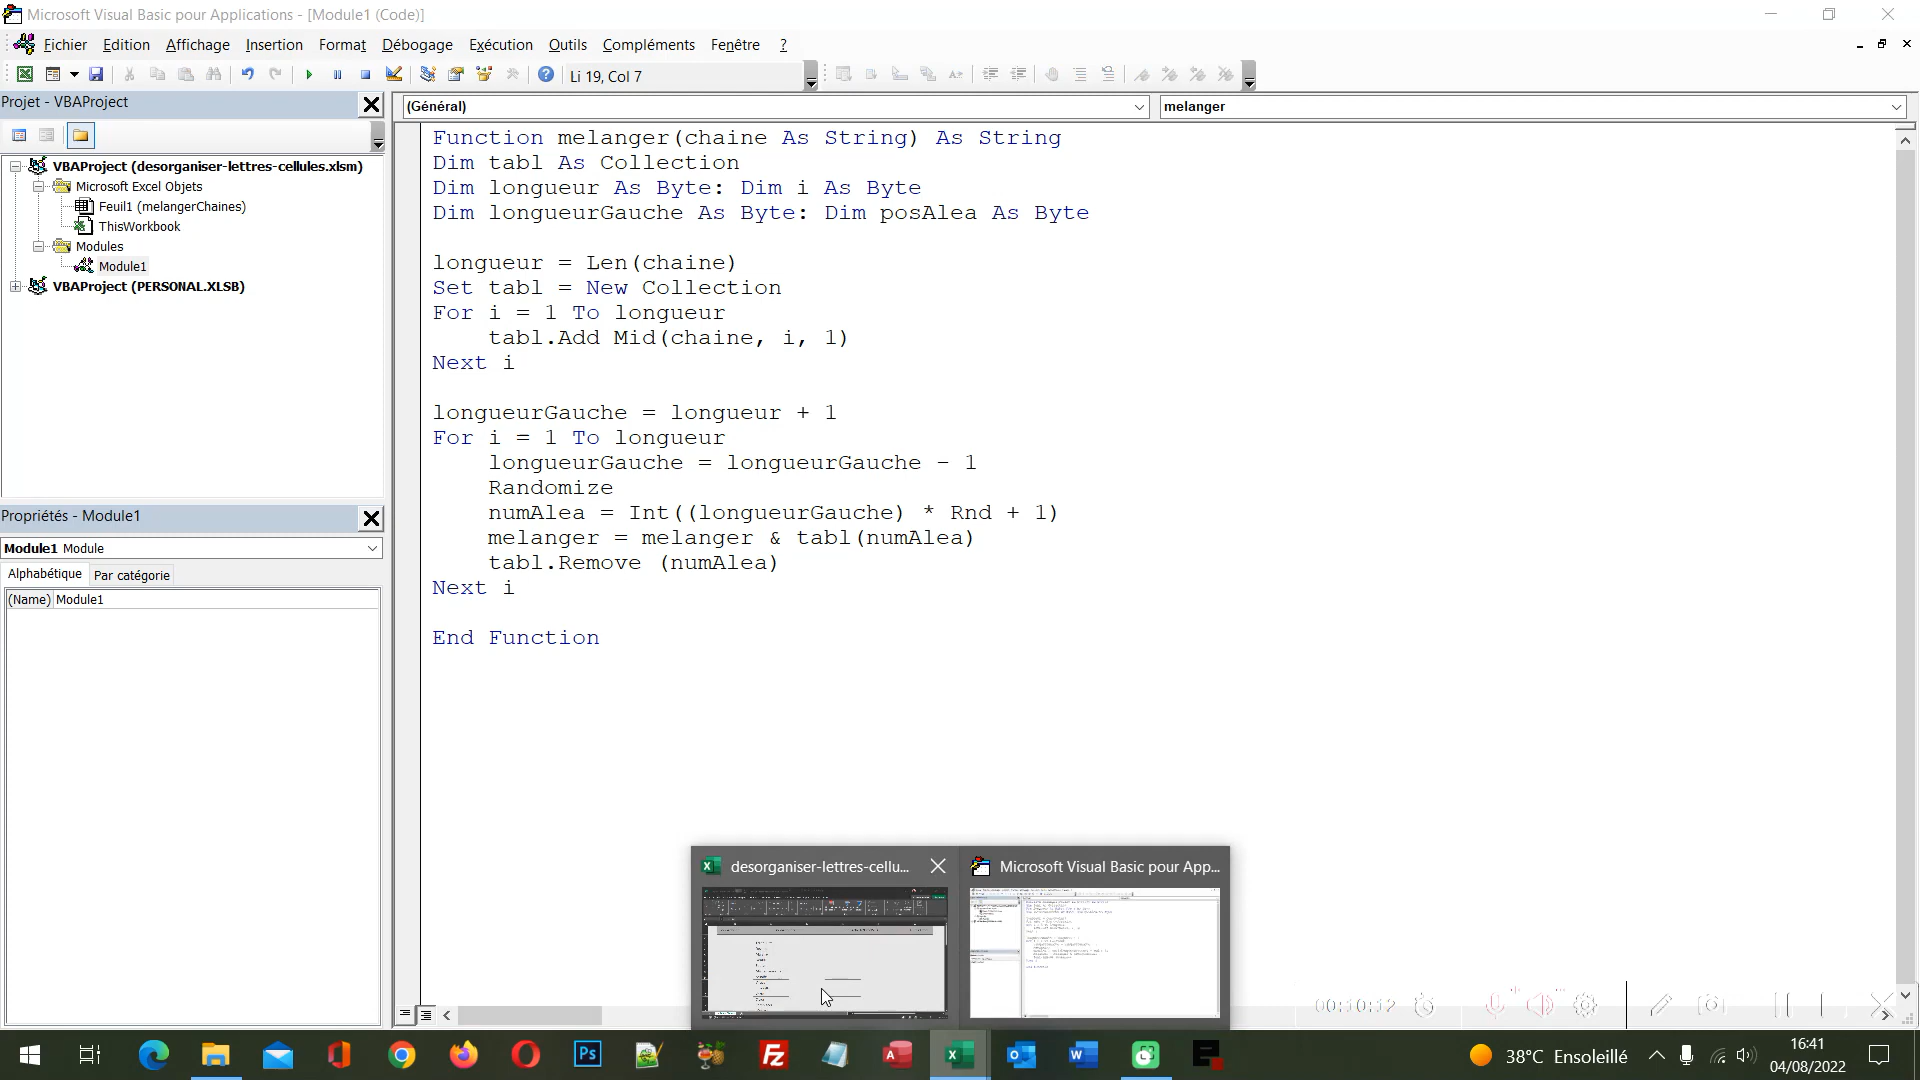 Microsoft Visual Basic pour Applications - [Module1 (Code)]
Fichier Edition Affichage Insertion Format Débogage Exécution Outils Compléments Fenêtre ?
Li 19, Col 7
Projet - VBAProject
(Général)
melanger
VBAProject (desorganiser-lettres-cellules.xlsm)
Microsoft Excel Objets
Feuil1 (melangerChaines)
ThisWorkbook
Modules
Module1
VBAProject (PERSONAL.XLSB)
Propriétés - Module1
Module1 Module
Alphabétique Par catégorie
(Name) Module1
Function melanger(chaine As String) As String
Dim tabl As Collection
Dim longueur As Byte: Dim i As Byte
Dim longueurGauche As Byte: Dim posAlea As Byte
longueur = Len(chaine)
Set tabl = New Collection
For i = 1 To longueur
tabl.Add Mid(chaine, i, 1)
Next i
longueurGauche = longueur + 1
For i = 1 To longueur
longueurGauche = longueurGauche - 1
Randomize
numAlea = Int((longueurGauche) * Rnd + 1)
melanger = melanger & tabl(numAlea)
tabl.Remove (numAlea)
Next i
End Function
desorganiser-lettres-cellu...
Microsoft Visual Basic pour App...
00:10:12
38°C Ensoleillé
16:41
04/08/2022